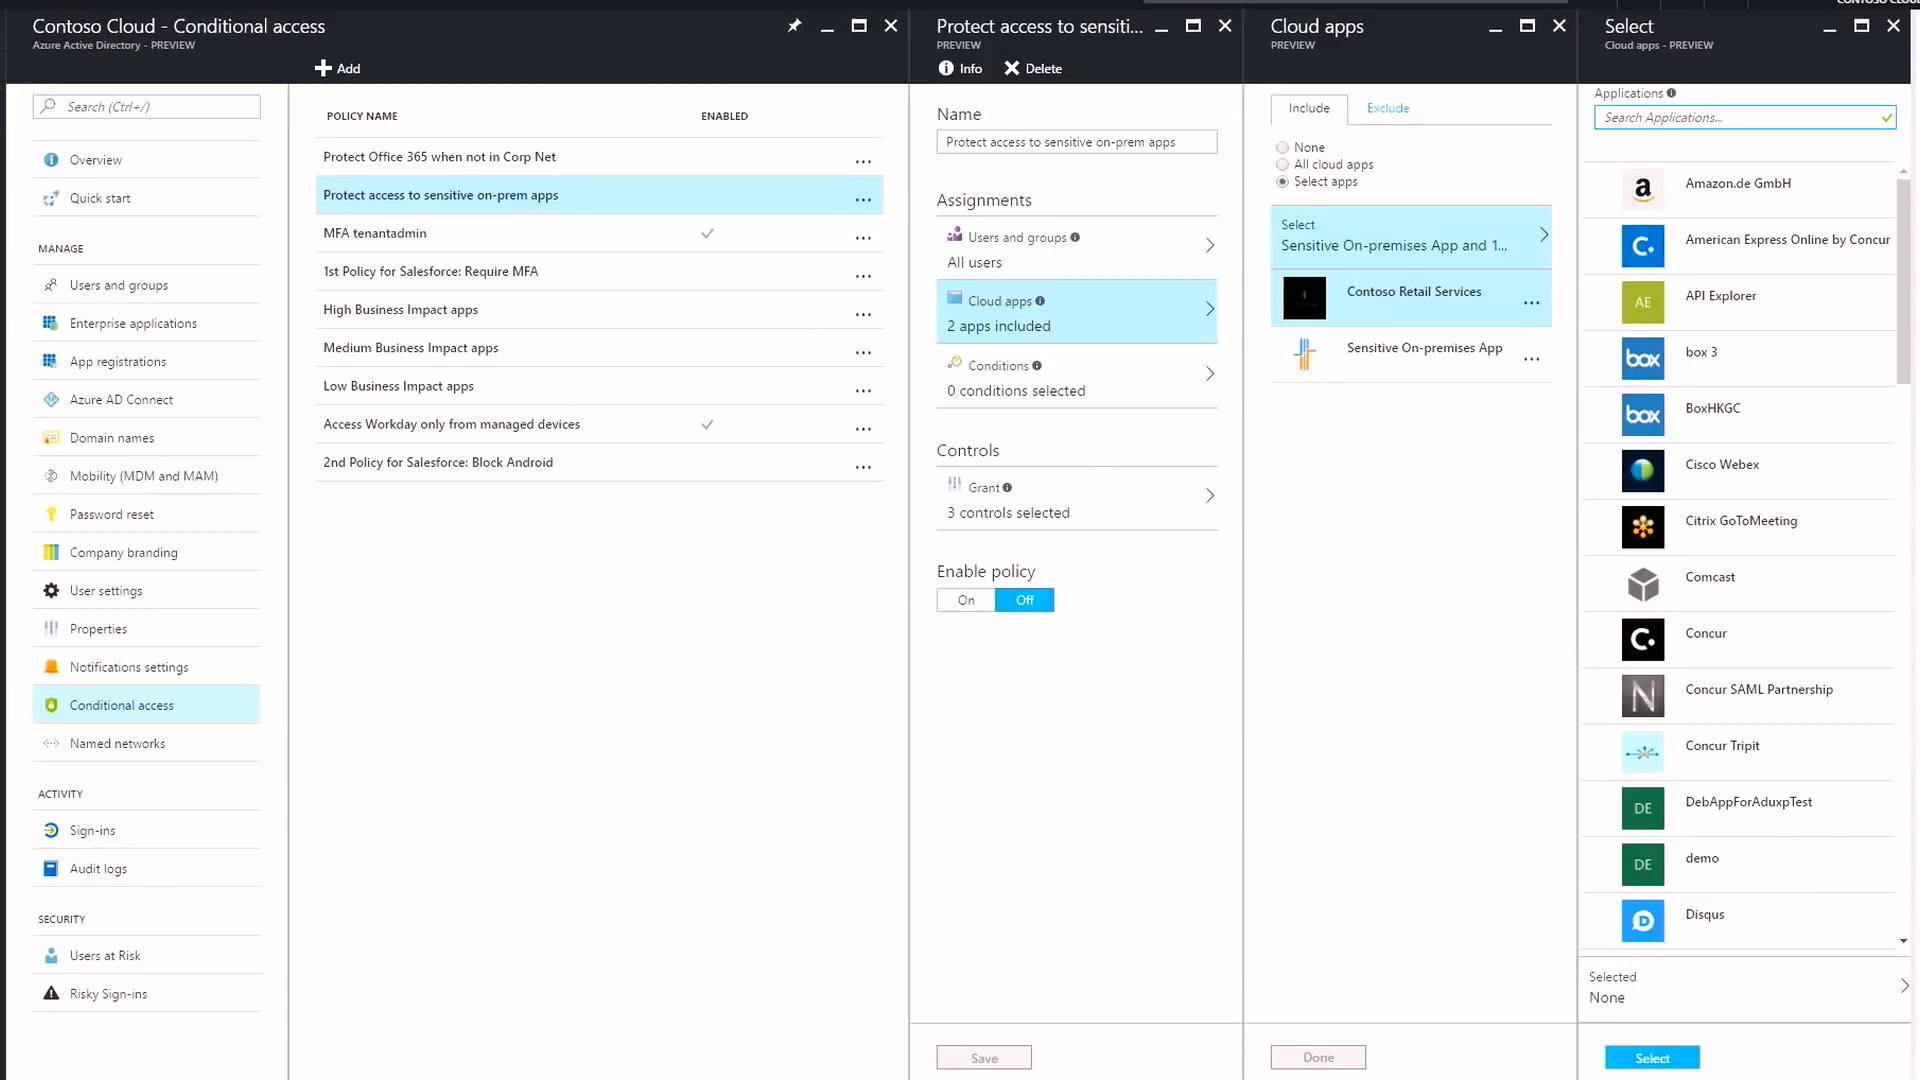 Contoso Cloud - Conditional access
Azure Active Directory - PREVIEW
Add
Search (Ctrl+/)
Overview
Quick start
MANAGE
Users and groups
Enterprise applications
App registrations
Azure AD Connect
Domain names
Mobility (MDM and MAM)
Password reset
Company branding
User settings
Properties
Notifications settings
Conditional access
Named networks
ACTIVITY
Sign-ins
Audit logs
SECURITY
Users at Risk
Risky Sign-ins
POLICY NAME ENABLED
Protect Office 365 when not in Corp Net
Protect access to sensitive on-prem apps
MFA tenantadmin
1st Policy for Salesforce: Require MFA
High Business Impact apps
Medium Business Impact apps
Low Business Impact apps
Access Workday only from managed devices
2nd Policy for Salesforce: Block Android
Protect access to sensiti...
PREVIEW
Info Delete
Name
Protect access to sensitive on-prem apps
Assignments
Users and groups
All users
Cloud apps
2 apps included
Conditions
0 conditions selected
Controls
Grant
3 controls selected
Enable policy
On Off
Save
Cloud apps
PREVIEW
Include Exclude
None
All cloud apps
Select apps
Select
Sensitive On-premises App and 1...
Contoso Retail Services
Sensitive On-premises App
Done
CONTOSO CLOUD
Select
Cloud apps - PREVIEW
Applications
Search Applications...
a Amazon.de GmbH
C. American Express Online by Concur
AE API Explorer
box box 3
box BoxHKGC
Cisco Webex
Citrix GoToMeeting
Comcast
C. Concur
N Concur SAML Partnership
Concur Tripit
DE DebAppForAduxpTest
DE demo
D Disqus
Selected
None
Select